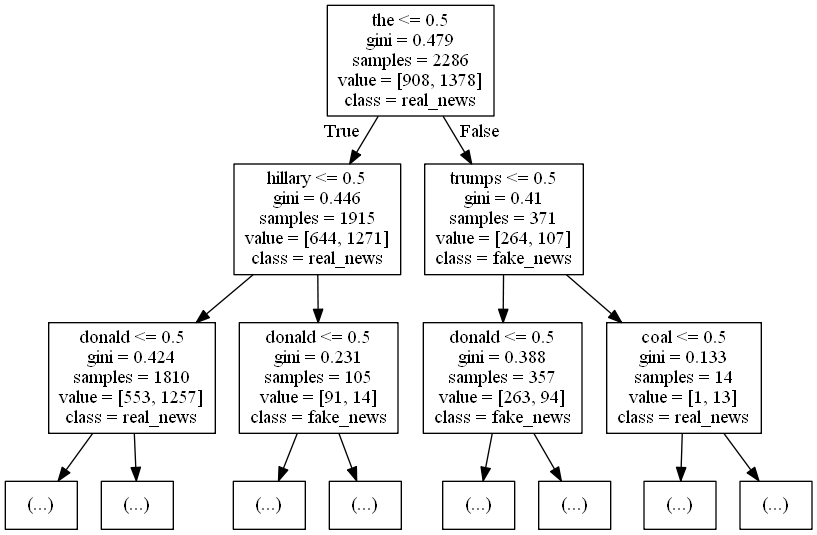 the <= 0.5
gini = 0.479
samples = 2286
value = [908, 1378]
class = real_news
True
False
hillary <= 0.5
gini = 0.446
samples = 1915
value = [644, 1271]
class = real_news
trumps <= 0.5
gini = 0.41
samples = 371
value = [264, 107]
class = fake_news
donald <= 0.5
gini = 0.424
samples = 1810
value = [553, 1257]
class = real_news
donald <= 0.5
gini = 0.231
samples = 105
value = [91, 14]
class = fake_news
donald <= 0.5
gini = 0.388
samples = 357
value = [263, 94]
class = fake_news
coal <= 0.5
gini = 0.133
samples = 14
value = [1, 13]
class = real_news
(...)
(...)
(...)
(...)
(...)
(...)
(...)
(...)